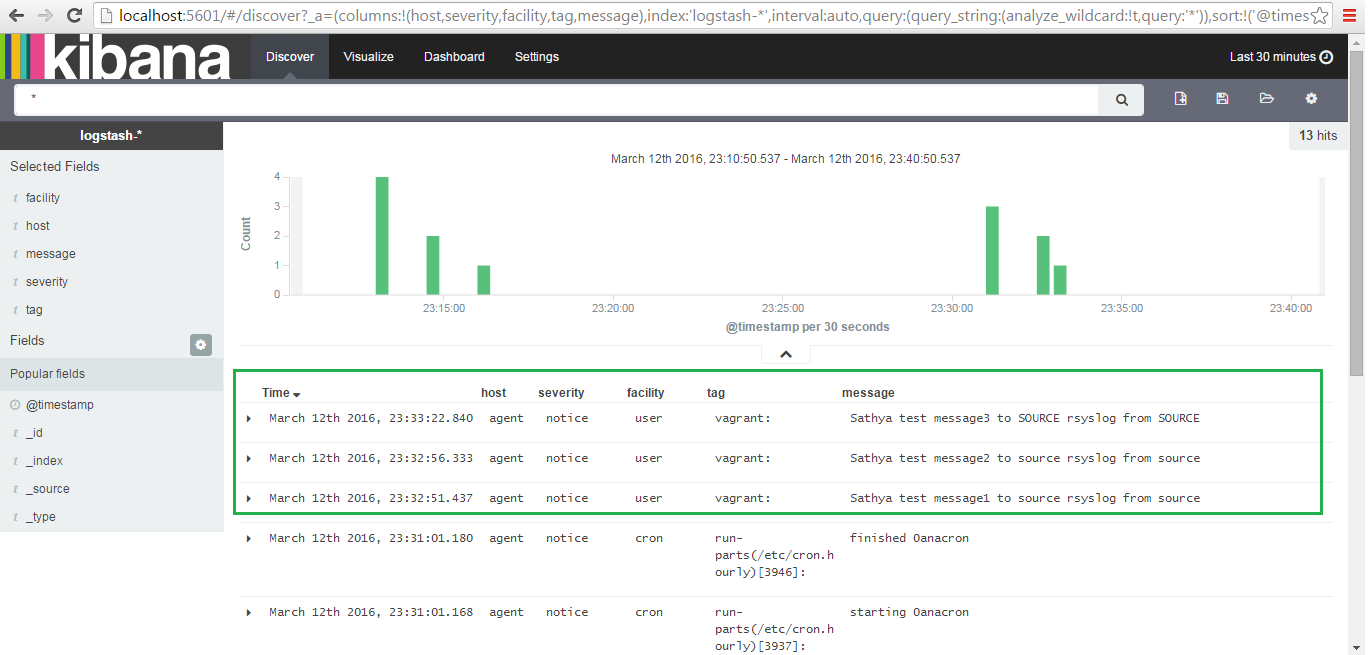 localhost:5601/#/discover?_a=(columns:!(host,severity,facility,tag,message),index:'logstash-*',interval:auto,query:(query_string:(analyze_wildcard:!t,query:'*')),sort:!('@times
kibana Discover Visualize Dashboard Settings Last 30 minutes
*
logstash-*
13 hits
Selected Fields
t facility
t host
t message
t severity
t tag
Fields
Popular fields
@timestamp
t _id
t _index
t _source
t _type
March 12th 2016, 23:10:50.537 - March 12th 2016, 23:40:50.537
Count
4
3
2
1
0
23:15:00 23:20:00 23:25:00 23:30:00 23:35:00 23:40:00
@timestamp per 30 seconds
Time host severity facility tag message
March 12th 2016, 23:33:22.840 agent notice user vagrant: Sathya test message3 to SOURCE rsyslog from SOURCE
March 12th 2016, 23:32:56.333 agent notice user vagrant: Sathya test message2 to source rsyslog from source
March 12th 2016, 23:32:51.437 agent notice user vagrant: Sathya test message1 to source rsyslog from source
March 12th 2016, 23:31:01.180 agent notice cron run- finished 0anacron
parts(/etc/cron.h
ourly)[3946]:
March 12th 2016, 23:31:01.168 agent notice cron run- starting 0anacron
parts(/etc/cron.h
ourly)[3937]: